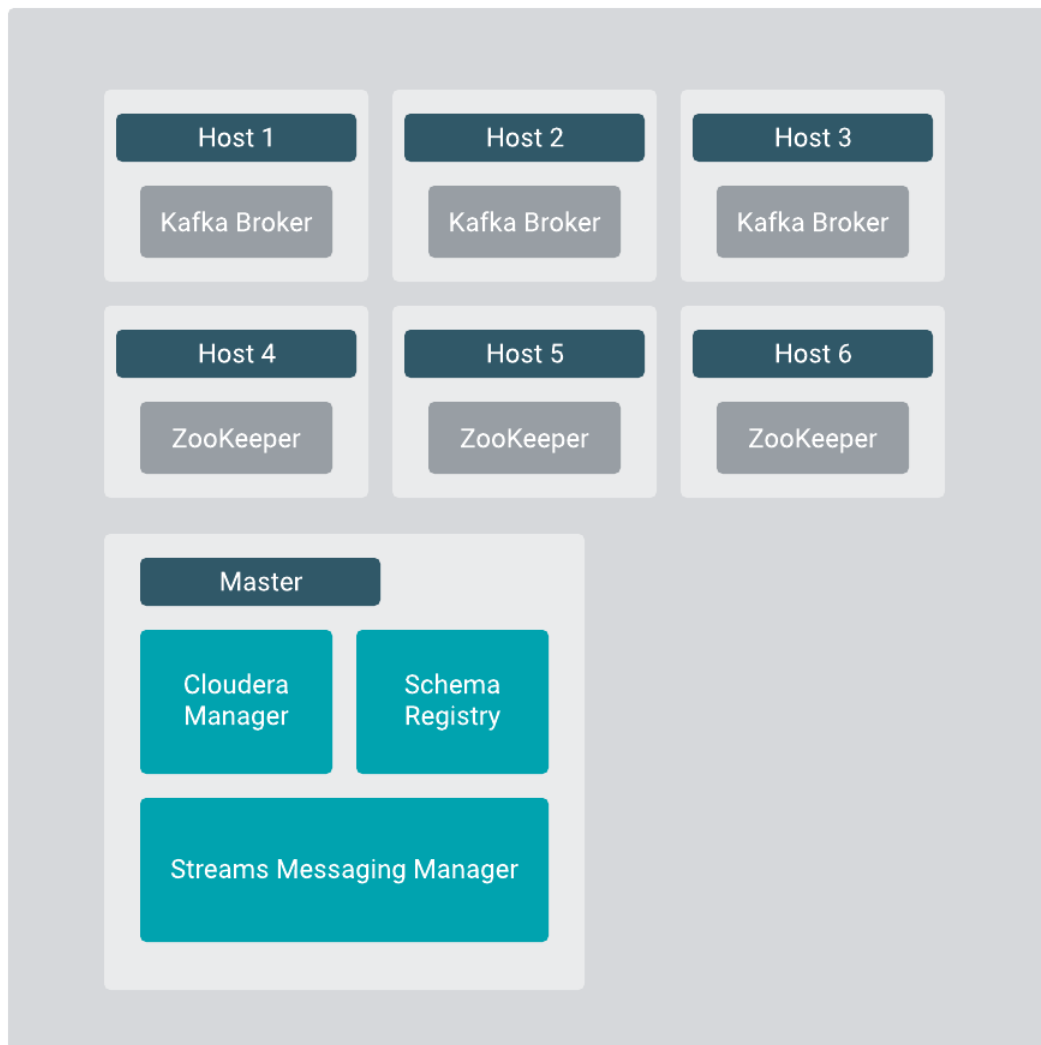 Host 1
Host 2
Host 3
Kafka Broker
Kafka Broker
Kafka Broker
Host 4
Host 5
Host 6
ZooKeeper
ZooKeeper
ZooKeeper
Master
Cloudera
Manager
Schema
Registry
Streams Messaging Manager